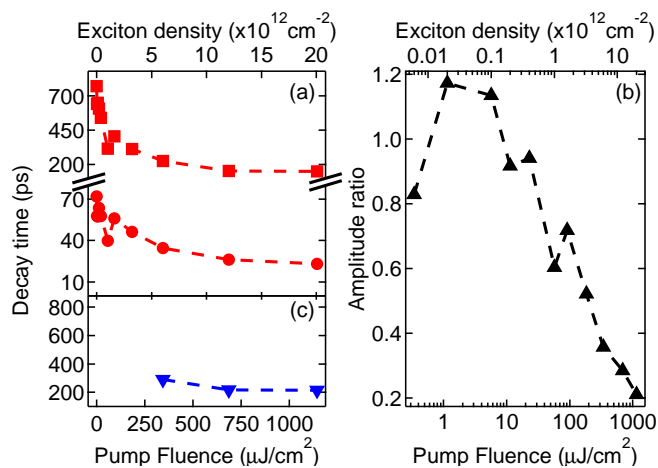 Exciton density (x10¹²cm⁻²)
0 5 10 15 20
(a)
700
450
200
70
40
10
Decay time (ps)
(c)
800
600
400
200
0 250 500 750 1000
Pump Fluence (μJ/cm²)
Exciton density (x10¹²cm⁻²)
0.01 0.1 1 10
(b)
1.2
1.0
0.8
0.6
0.4
0.2
Amplitude ratio
1 10 100 1000
Pump Fluence (μJ/cm²)